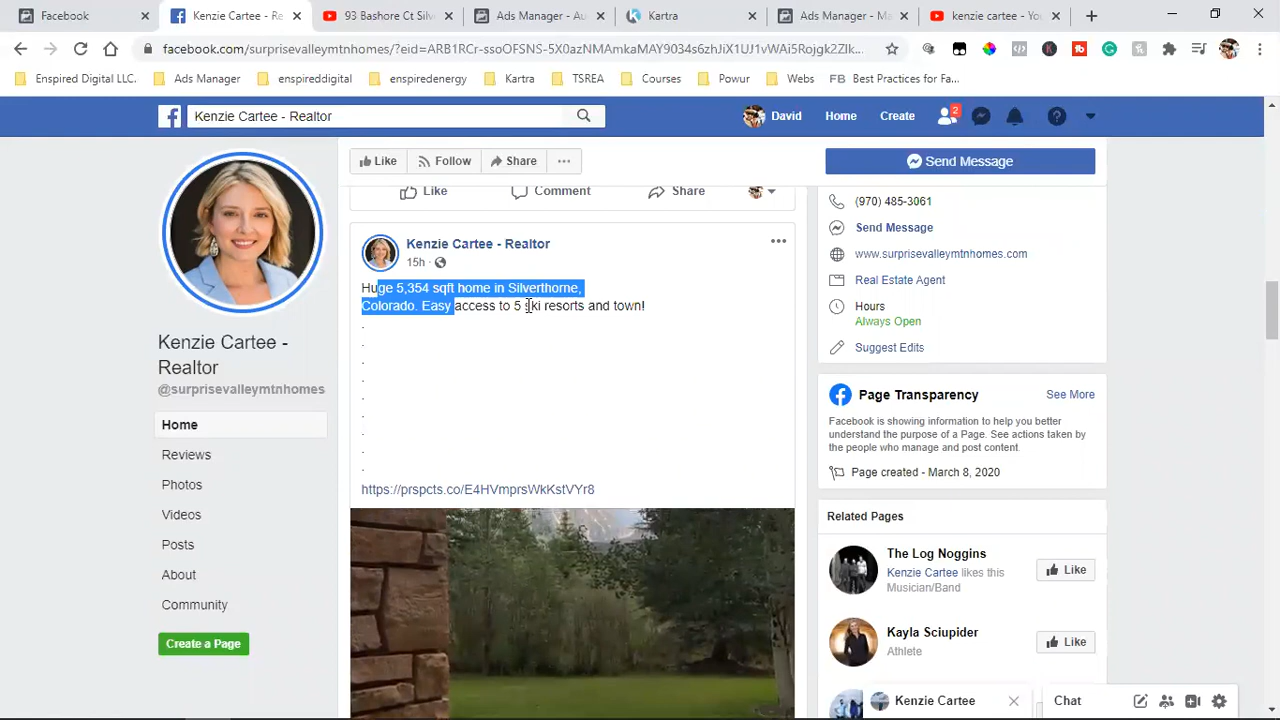 Facebook
Kenzie Cartee - Re
93 Bashore Ct Silv
Ads Manager - Au
Kartra
Ads Manager - Ma
kenzie cartee - Yo
facebook.com/surprisevalleymtnhomes/?eid=ARB1RCr-ssoOFSNS-5X0azNMAmkaMAY9034s6zhJiX1UJ1vWAi5Rojgk2ZIk...
Enspired Digital LLC.
Ads Manager
enspireddigital
enspiredenergy
Kartra
TSREA
Courses
Powur
Webs
FB Best Practices for Fa...
Kenzie Cartee - Realtor
David
Home
Create
2
Like
Follow
Share
Send Message
Like
Comment
Share
Kenzie Cartee - Realtor
15h
Huge 5,354 sqft home in Silverthorne,
Colorado. Easy access to 5 ski resorts and town!
.
.
.
.
.
.
.
.
.
https://prspcts.co/E4HVmprsWkKstVYr8
Kenzie Cartee -
Realtor
@surprisevalleymtnhomes
Home
Reviews
Photos
Videos
Posts
About
Community
Create a Page
(970) 485-3061
Send Message
www.surprisevalleymtnhomes.com
Real Estate Agent
Hours
Always Open
Suggest Edits
Page Transparency
See More
Facebook is showing information to help you better
understand the purpose of a Page. See actions taken by
the people who manage and post content.
Page created - March 8, 2020
Related Pages
The Log Noggins
Kenzie Cartee likes this
Musician/Band
Like
Kayla Sciupider
Athlete
Like
Kenzie Cartee
Chat